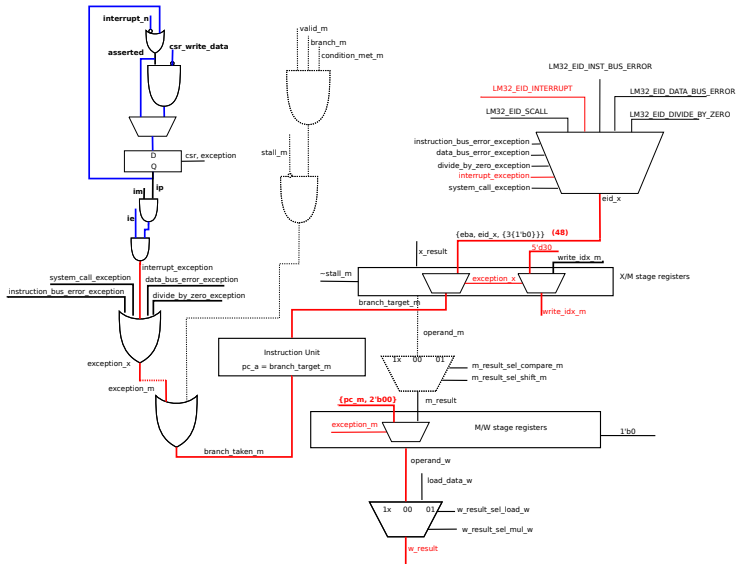 interrupt_n
asserted
csr_write_data
D
Q
csr, exception
im
ip
ie
interrupt_exception
system_call_exception
data_bus_exception
instruction_bus_error_exception
divide_by_zero_exception
exception_x
exception_m
branch_taken_m
valid_m
branch_m
condition_met_m
stall_m
LM32_EID_INST_BUS_ERROR
LM32_EID_INTERRUPT
LM32_EID_DATA_BUS_ERROR
LM32_EID_SCALL
LM32_EID_DIVIDE_BY_ZERO
instruction_bus_error_exception
data_bus_error_exception
divide_by_zero_exception
interrupt_exception
system_call_exception
eid_x
{eba, eid_x, {3{1'b0}}} (48)
x_result
5'd30
write_idx_m
~stall_m
exception_x
X/M stage registers
branch_target_m
write_idx_m
operand_m
Instruction Unit
pc_a = branch_target_m
1x 00 01
m_result_sel_compare_m
m_result_sel_shift_m
m_result
{pc_m, 2'b00}
exception_m
M/W stage registers
1'b0
operand_w
load_data_w
1x 00 01
w_result_sel_load_w
w_result_sel_mul_w
w_result